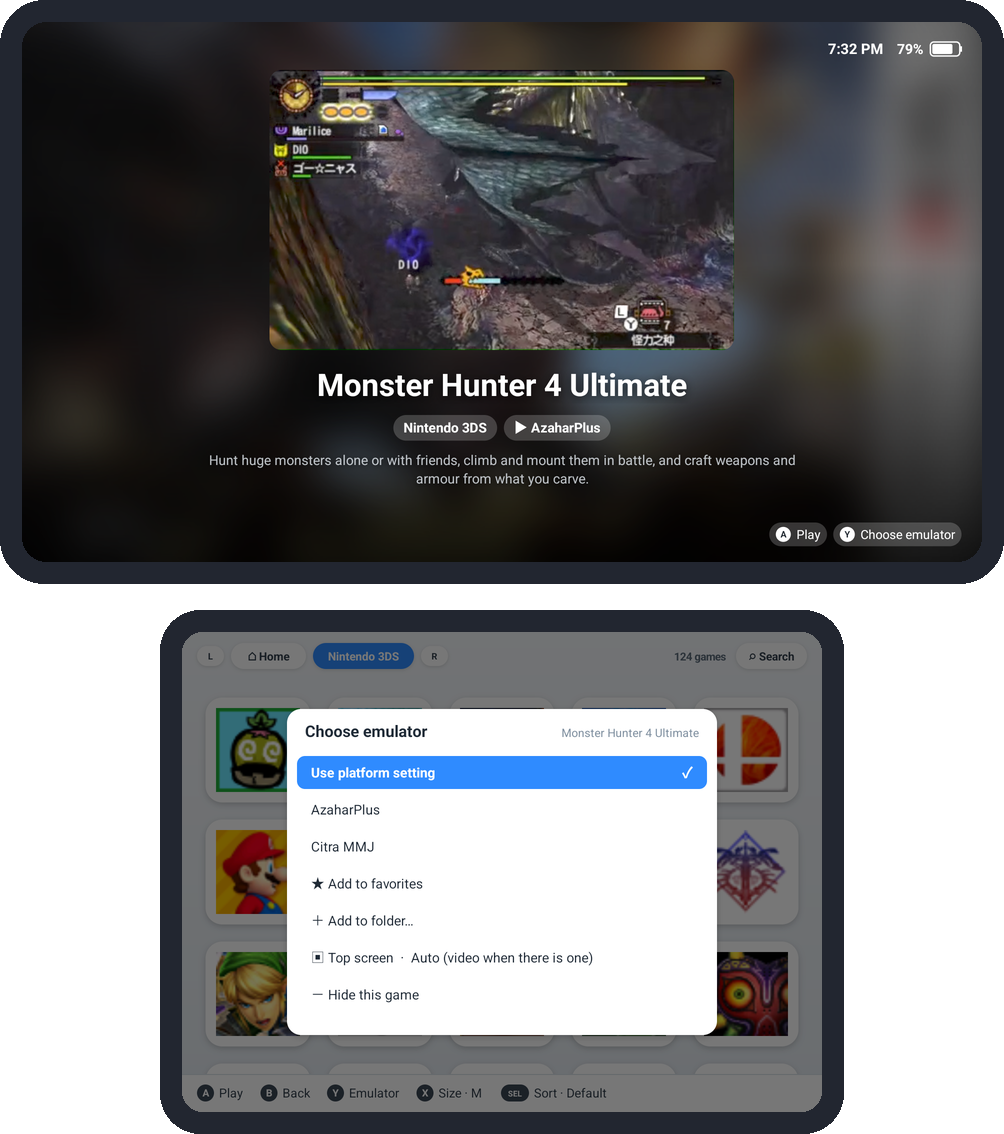 7:32 PM 79%
Marilice
DIO
ゴー☆ニャス
DIO
L
Y
7
怪力之种
Monster Hunter 4 Ultimate
Nintendo 3DS ▶ AzaharPlus
Hunt huge monsters alone or with friends, climb and mount them in battle, and craft weapons and
armour from what you carve.
A Play Y Choose emulator
L Home Nintendo 3DS R 124 games Search
Choose emulator Monster Hunter 4 Ultimate
Use platform setting ✓
AzaharPlus
Citra MMJ
★ Add to favorites
+ Add to folder…
▣ Top screen · Auto (video when there is one)
— Hide this game
A Play B Back Y Emulator X Size · M SEL Sort · Default